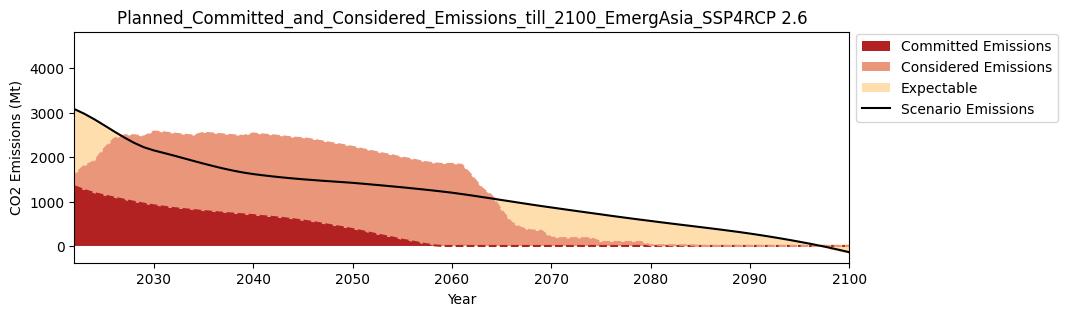 Planned_Committed_and_Considered_Emissions_till_2100_EmergAsia_SSP4RCP 2.6
Committed Emissions
Considered Emissions
Expectable
Scenario Emissions
CO2 Emissions (Mt)
4000
3000
2000
1000
0
2030
2040
2050
2060
2070
2080
2090
2100
Year